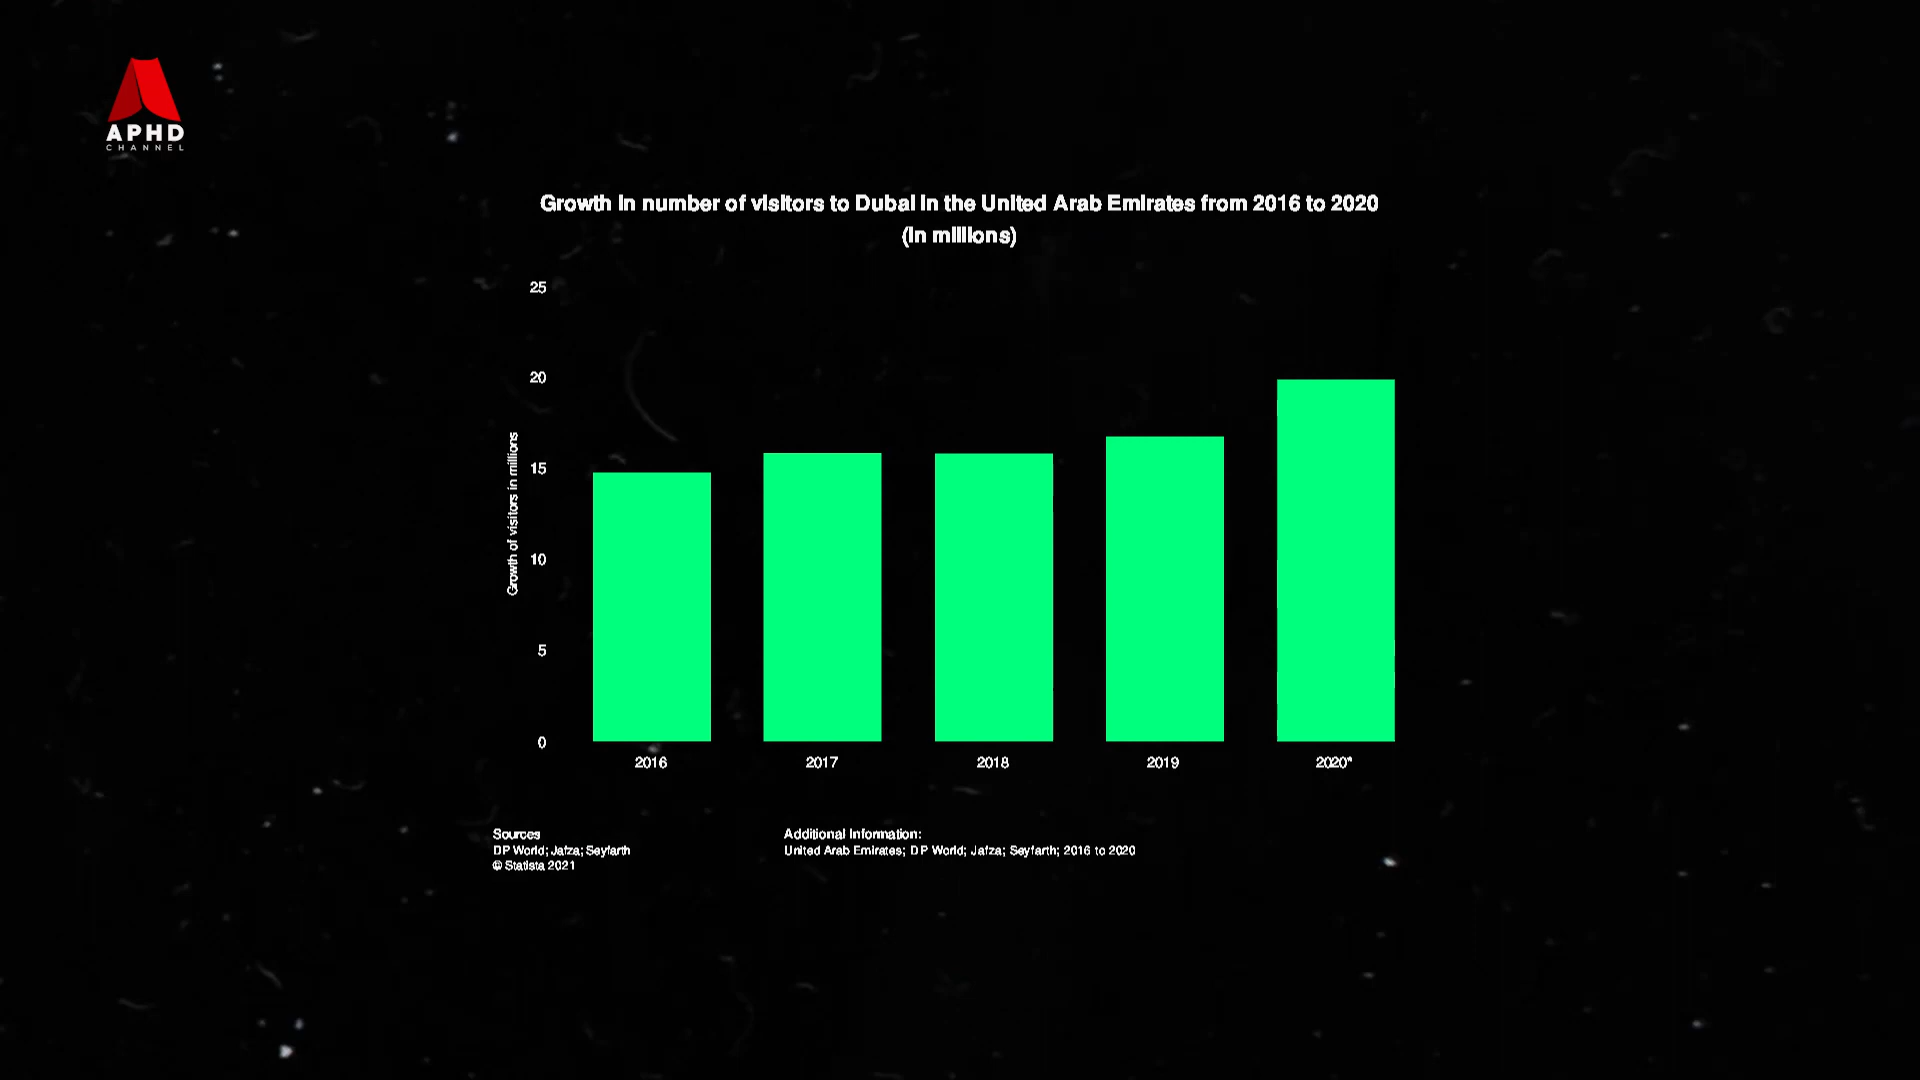 APHD
CHANNEL
Growth in number of visitors to Dubai in the United Arab Emirates from 2016 to 2020
(in millions)
25
20
15
10
5
0
Growth of visitors in millions
2016
2017
2018
2019
2020*
Sources
DP World; Jafza; Seyfarth
© Statista 2021
Additional Information:
United Arab Emirates; DP World; Jafza; Seyfarth; 2016 to 2020